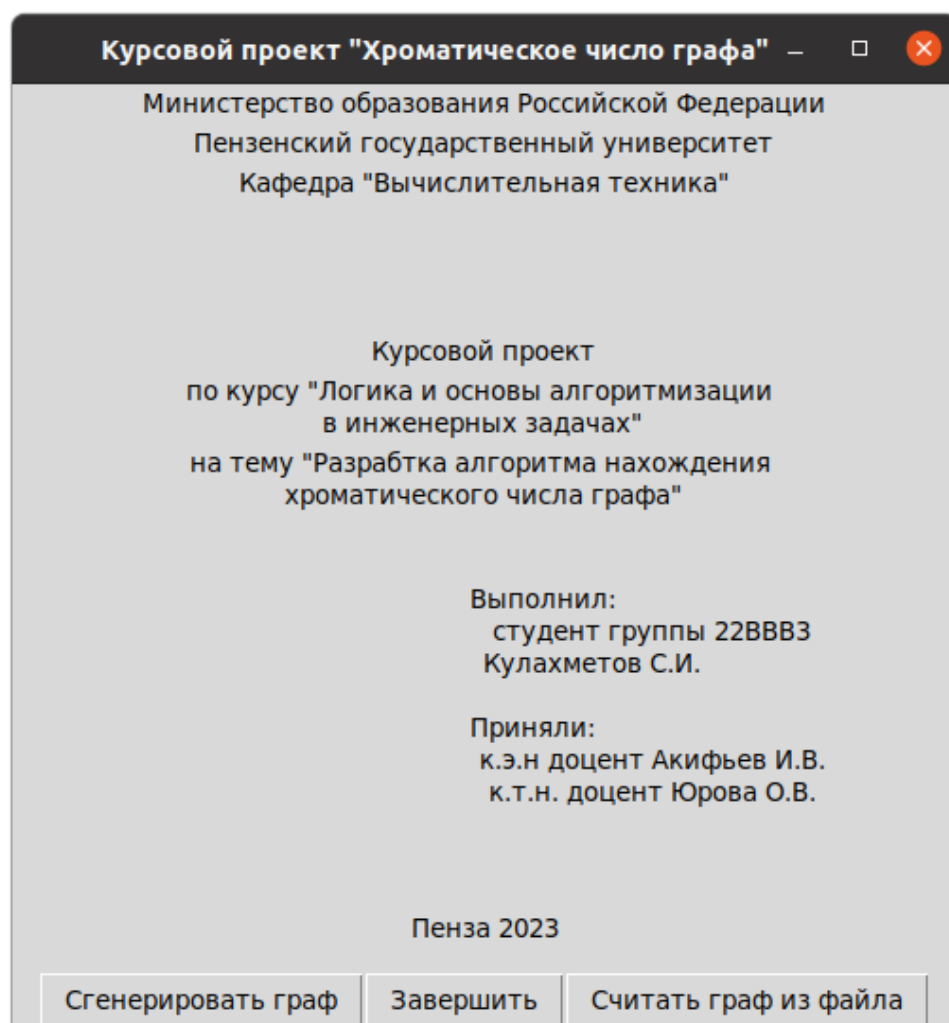 Курсовой проект "Хроматическое число графа"
Министерство образования Российской Федерации
Пензенский государственный университет
Кафедра "Вычислительная техника"
Курсовой проект
по курсу "Логика и основы алгоритмизации
в инженерных задачах"
на тему "Разрабтка алгоритма нахождения
хроматического числа графа"
Выполнил:
студент группы 22ВВВ3
Кулахметов С.И.
Приняли:
к.э.н доцент Акифьев И.В.
к.т.н. доцент Юрова О.В.
Пенза 2023
Сгенерировать граф Завершить Считать граф из файла